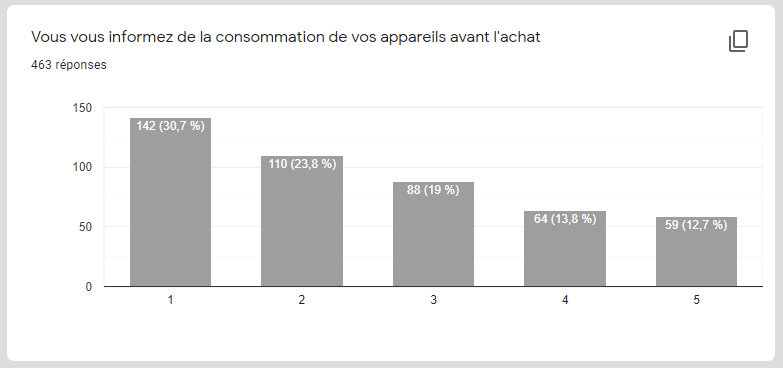 Vous vous informez de la consommation de vos appareils avant l'achat
463 réponses
150
100
50
0
142 (30,7 %)
110 (23,8 %)
88 (19 %)
64 (13,8 %)
59 (12,7 %)
1 2 3 4 5